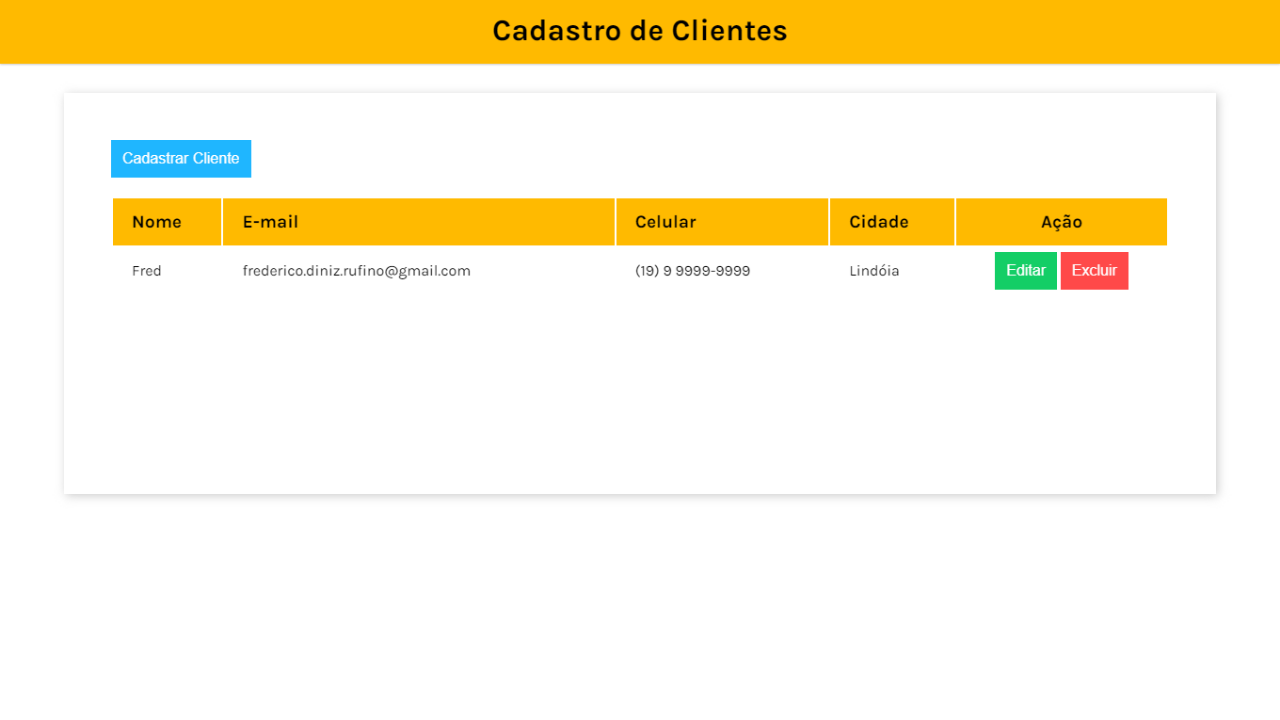 Cadastro de Clientes
Cadastrar Cliente
Nome E-mail Celular Cidade Ação
Fred frederico.diniz.rufino@gmail.com (19) 9 9999-9999 Lindóia Editar Excluir